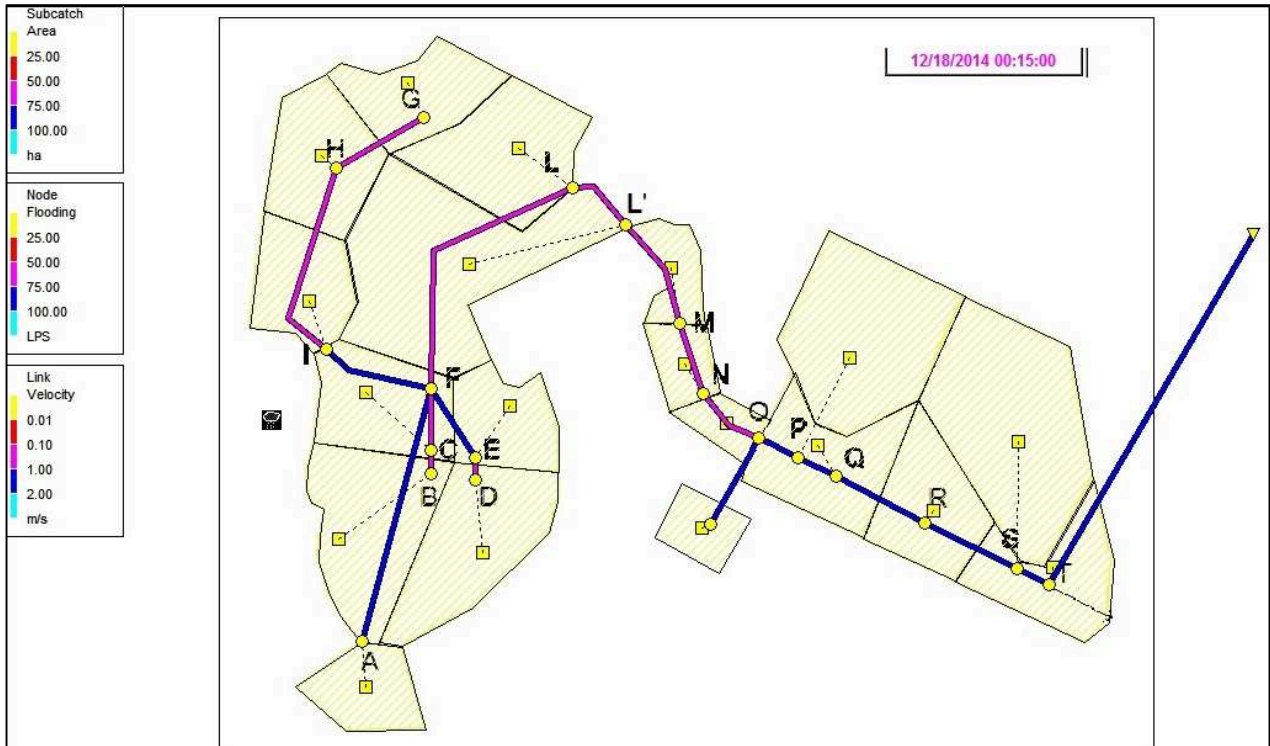 Subcatch
Area
25.00
50.00
75.00
100.00
ha
Node
Flooding
25.00
50.00
75.00
100.00
LPS
Link
Velocity
0.01
0.10
1.00
2.00
m/s
12/18/2014 00:15:00
G
H
L
L'
I
F
M
N
C
E
B
D
O
P
Q
R
T
A